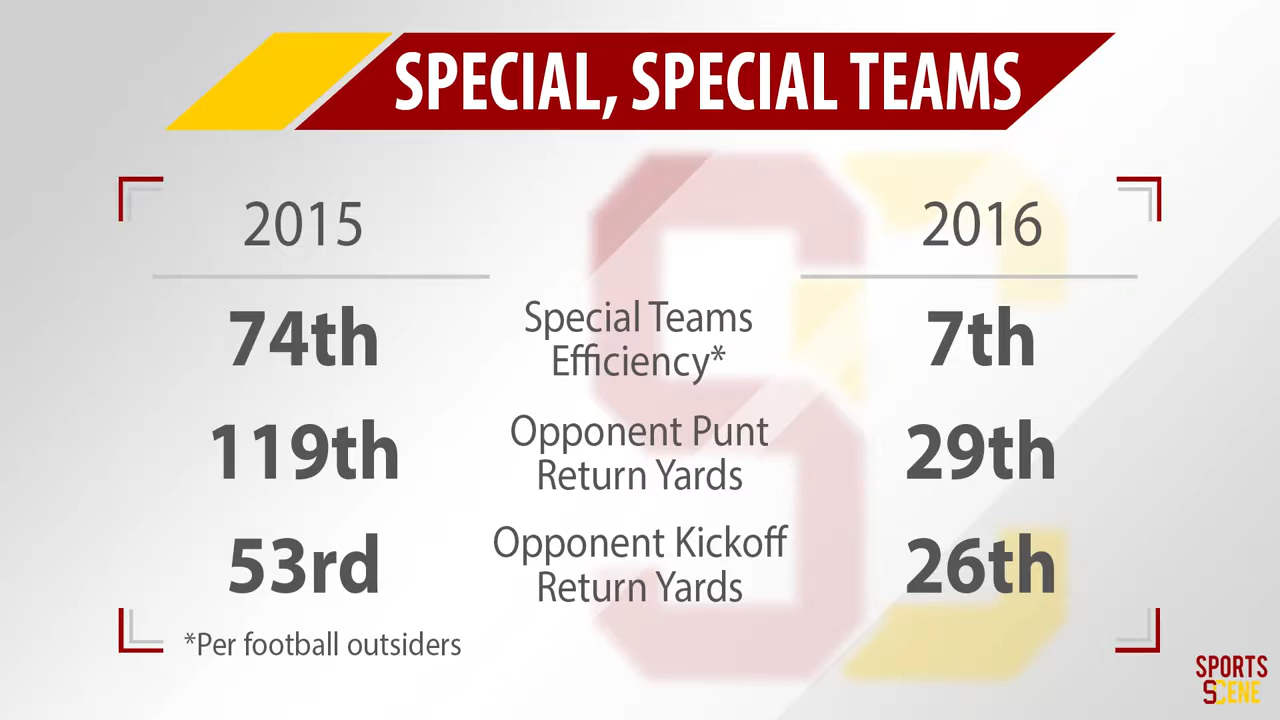 SPECIAL, SPECIAL TEAMS
2015
2016
74th
Special Teams
Efficiency*
7th
119th
Opponent Punt
Return Yards
29th
53rd
Opponent Kickoff
Return Yards
26th
*Per football outsiders
SPORTS
SCENE